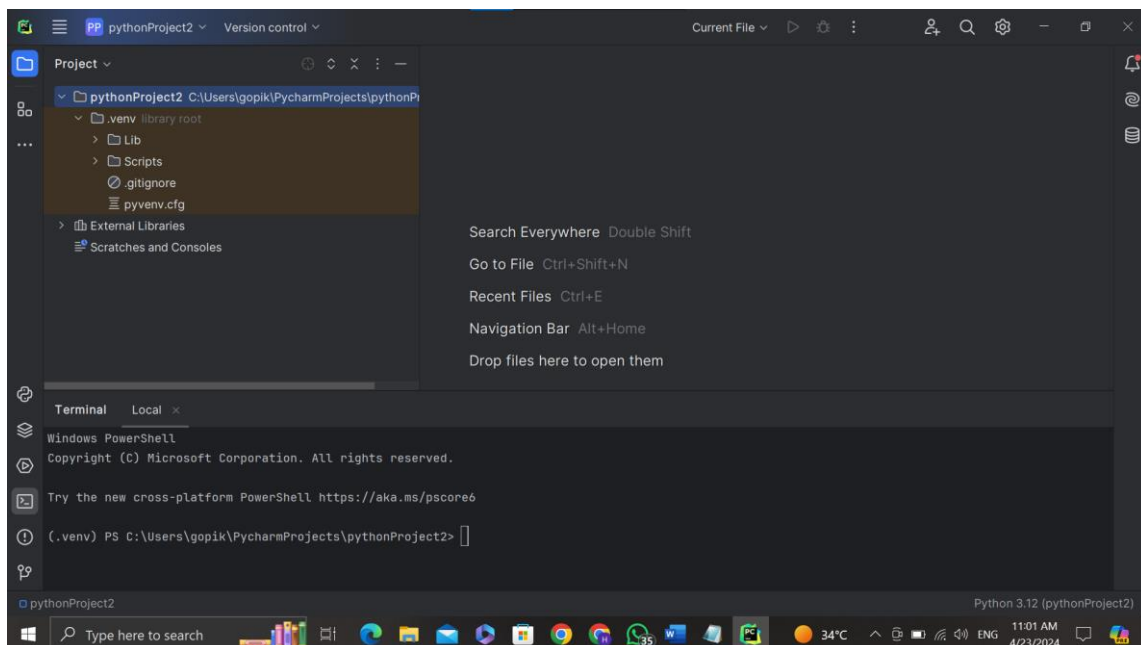 PP pythonProject2 Version control Current File
Project
pythonProject2 C:\Users\gopik\PycharmProjects\pythonP
.venv library root
Lib
Scripts
.gitignore
pyvenv.cfg
External Libraries
Scratches and Consoles
Search Everywhere Double Shift
Go to File Ctrl+Shift+N
Recent Files Ctrl+E
Navigation Bar Alt+Home
Drop files here to open them
Terminal Local
Windows PowerShell
Copyright (C) Microsoft Corporation. All rights reserved.
Try the new cross-platform PowerShell https://aka.ms/pscore6
(.venv) PS C:\Users\gopik\PycharmProjects\pythonProject2>
pythonProject2 Python 3.12 (pythonProject2)
Type here to search 35 34°C ENG 11:01 AM
4/23/2024